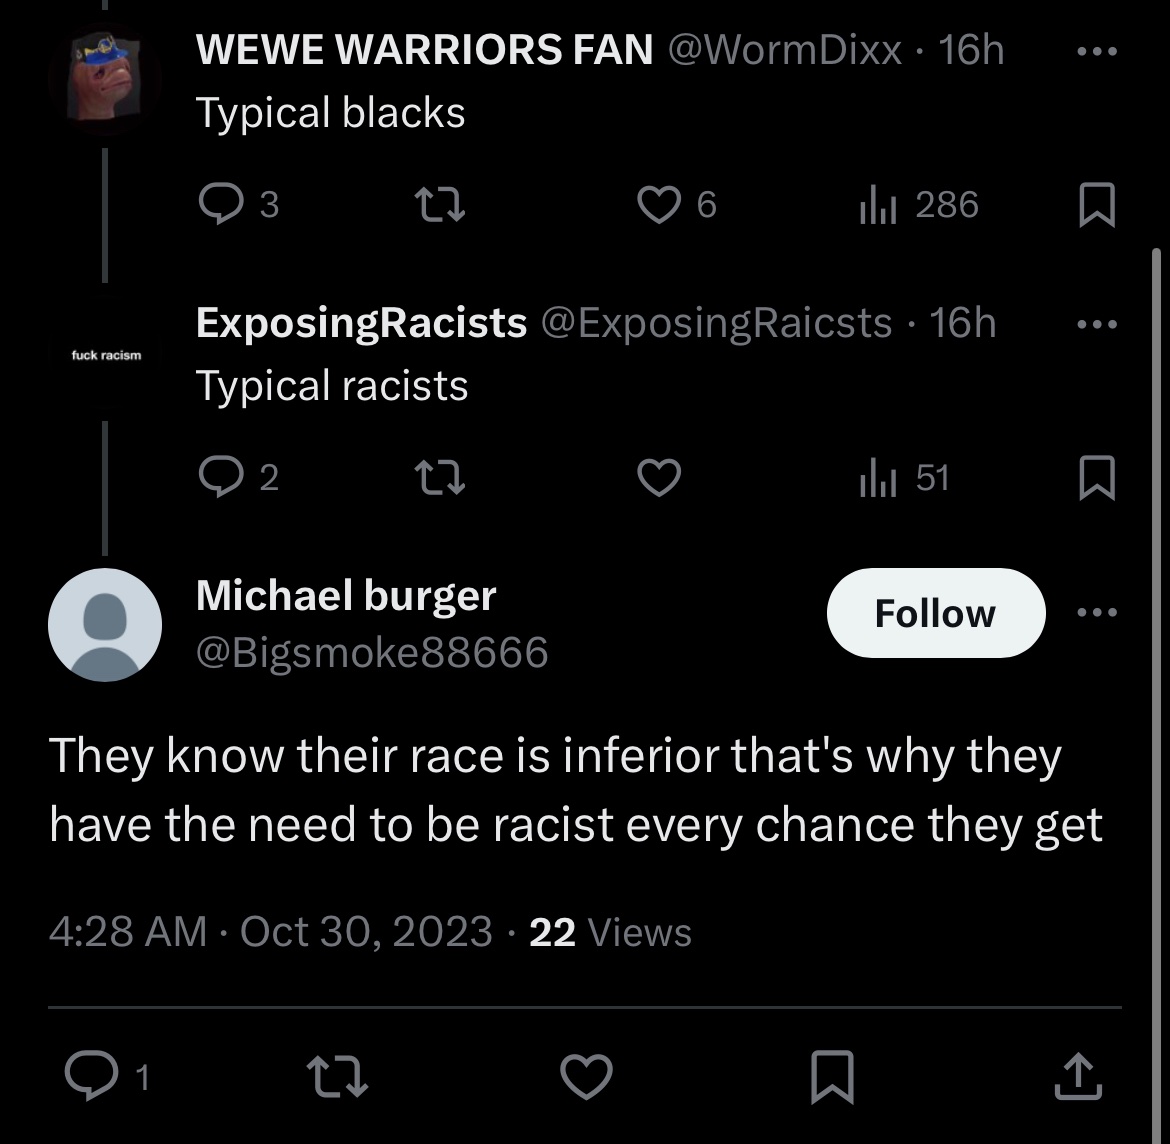 WEWE WARRIORS FAN @WormDixx · 16h
Typical blacks
3 6 286
ExposingRacists @ExposingRaicsts · 16h
fuck racism
Typical racists
2 51
Michael burger
Follow
@Bigsmoke88666
They know their race is inferior that's why they
have the need to be racist every chance they get
4:28 AM · Oct 30, 2023 · 22 Views
1